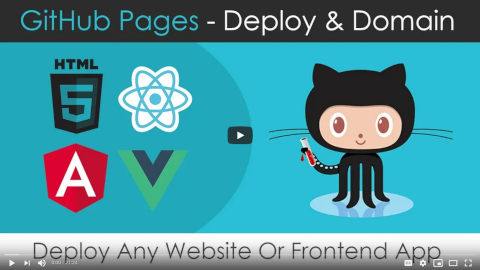 GitHub Pages - Deploy & Domain
HTML
5
A
Deploy Any Website Or Frontend App